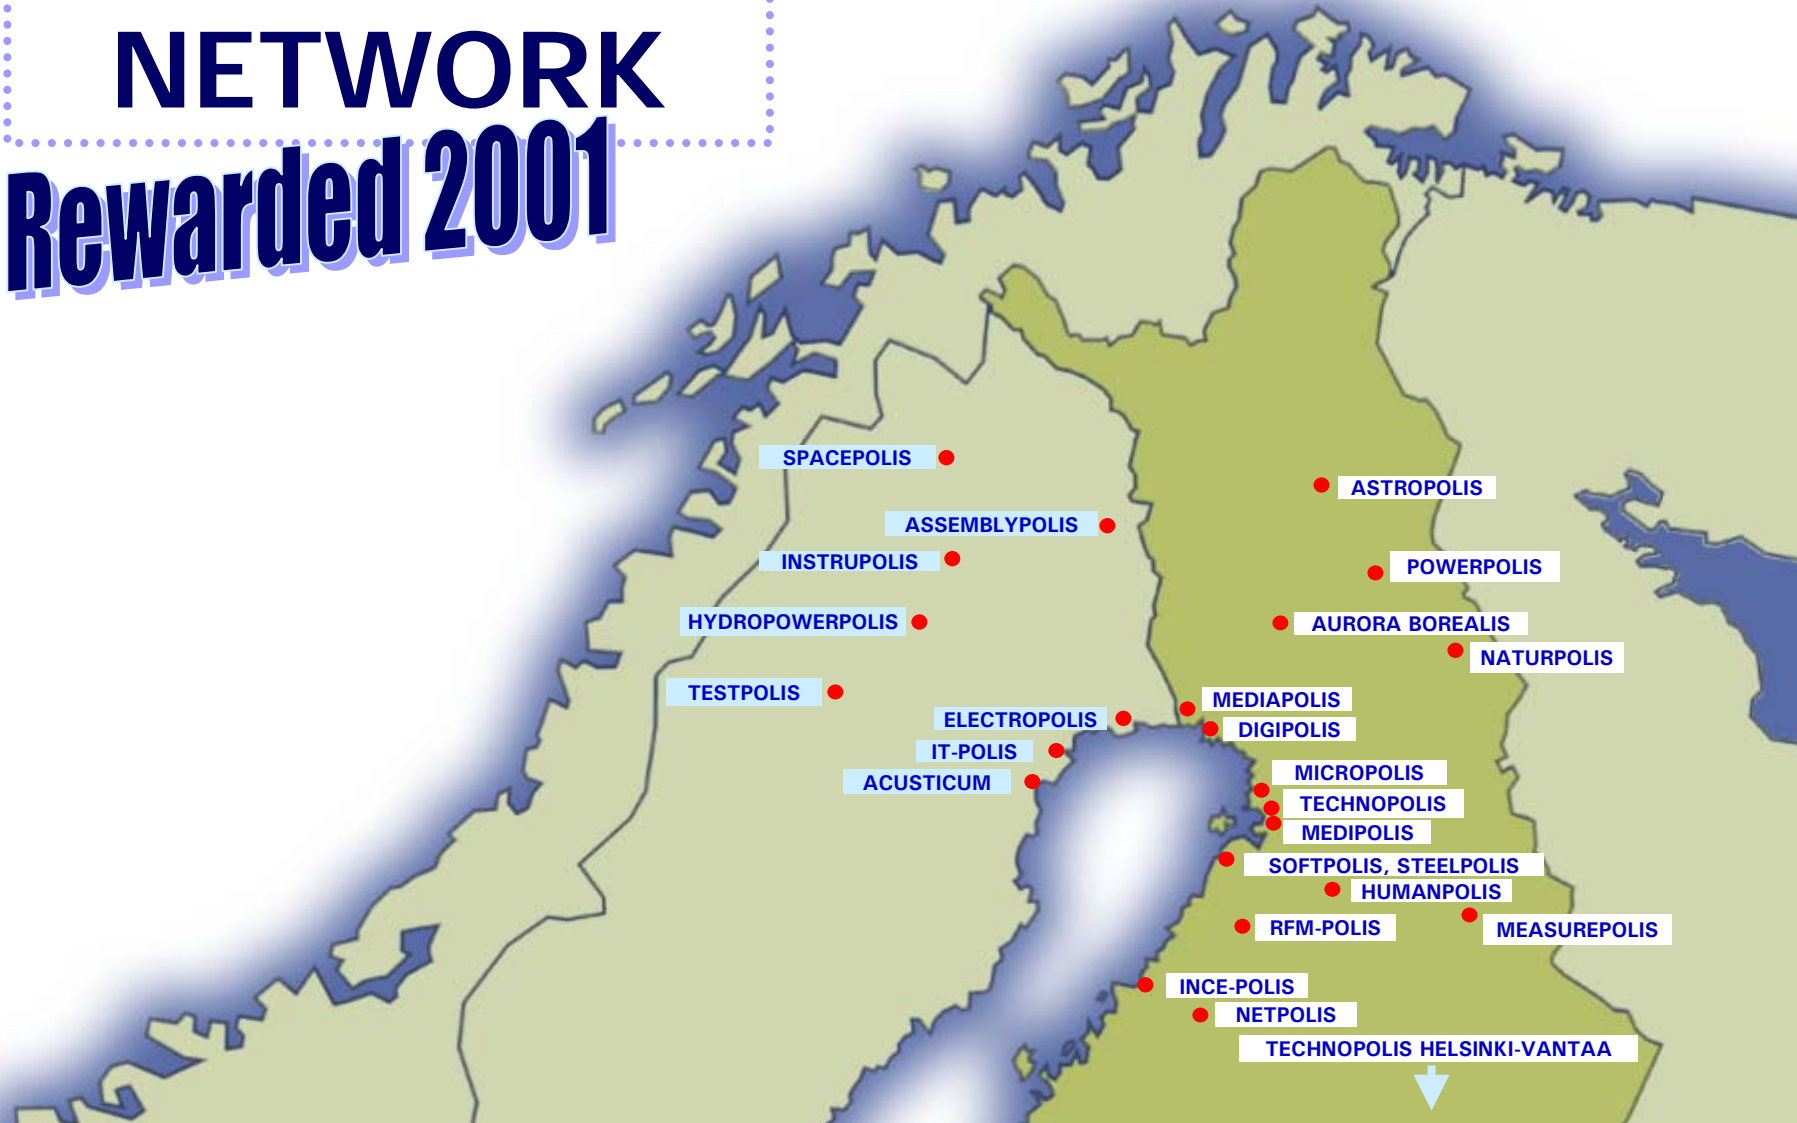 NETWORK
Rewarded 2001
SPACEPOLIS
ASTROPOLIS
ASSEMBLYPOLIS
INSTRUPOLIS
POWERPOLIS
HYDROPOWERPOLIS
AURORA BOREALIS
NATURPOLIS
TESTPOLIS
MEDIAPOLIS
ELECTROPOLIS
DIGIPOLIS
IT-POLIS
MICROPOLIS
ACUSTICUM
TECHNOPOLIS
MEDIPOLIS
SOFTPOLIS, STEELPOLIS
HUMANPOLIS
RFM-POLIS
MEASUREPOLIS
INCE-POLIS
NETPOLIS
TECHNOPOLIS HELSINKI-VANTAA